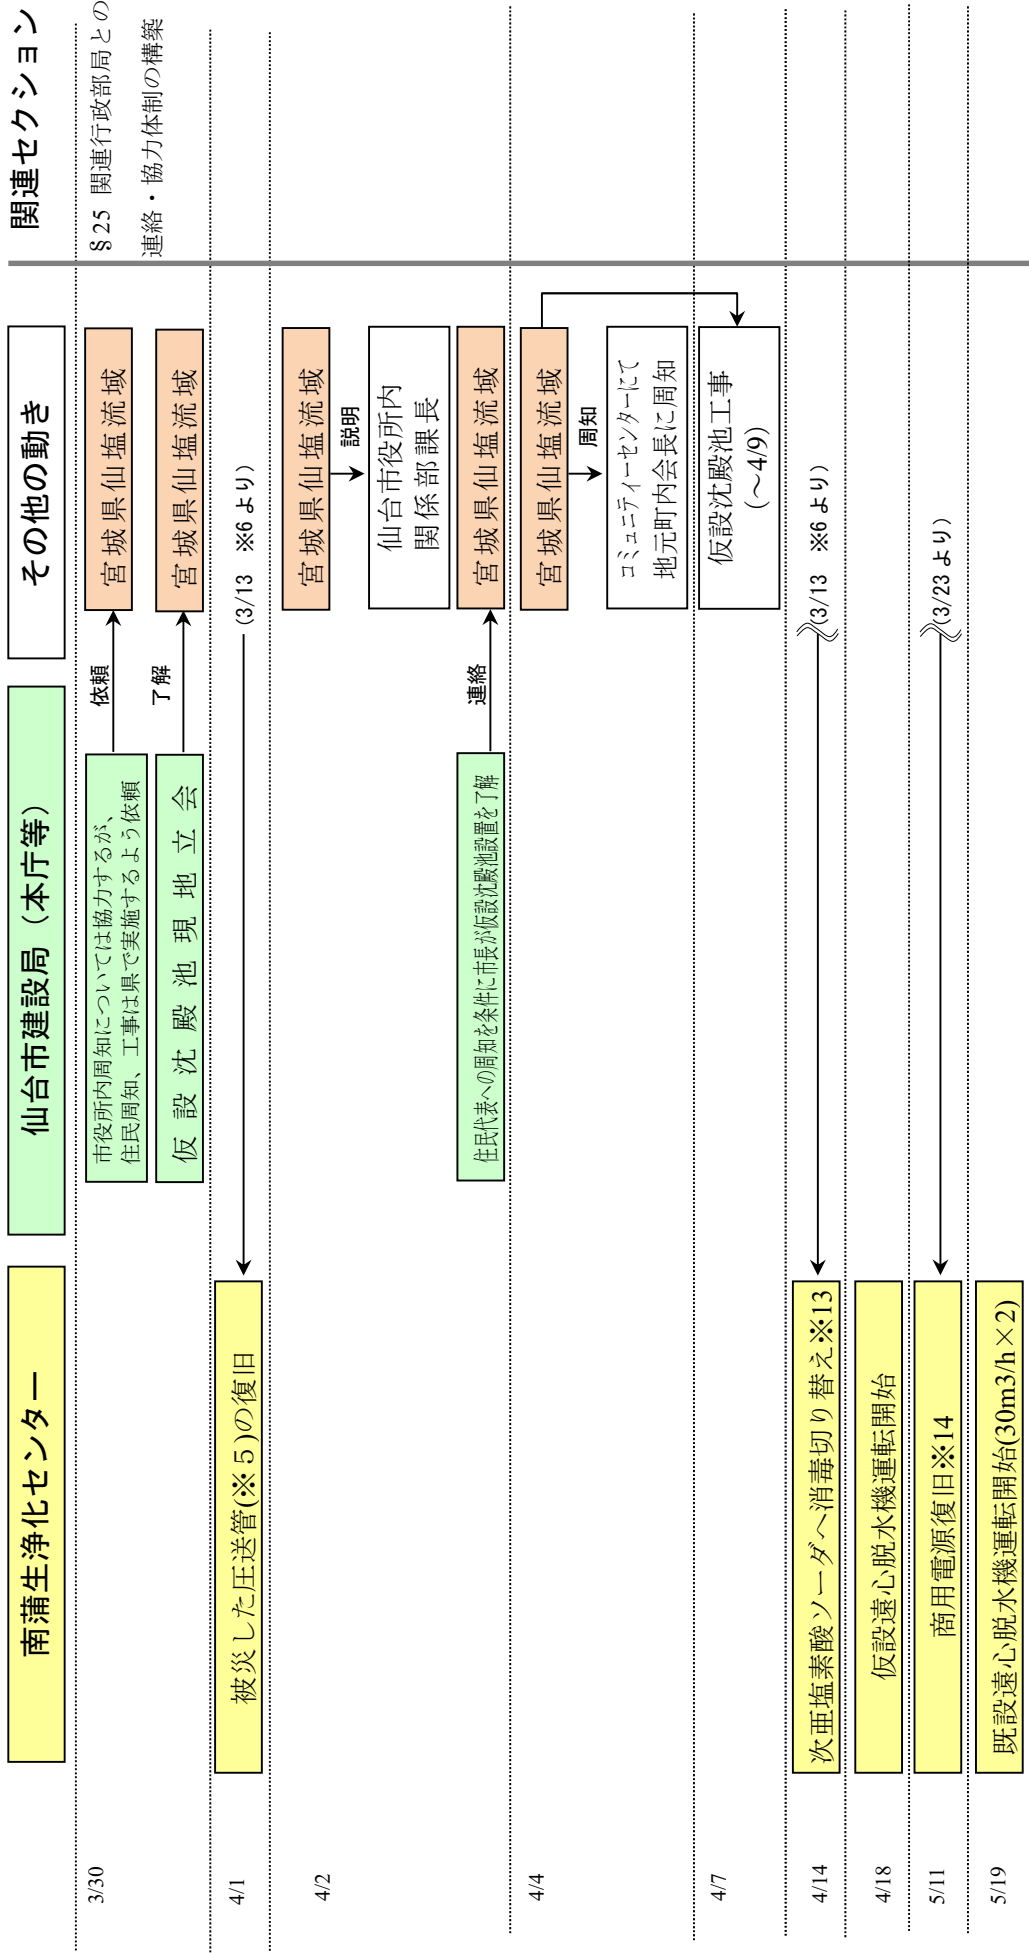 南蒲生浄化センター
仙台市建設局（本庁等）
その他の動き
関連セクション
3/30
市役所内周知については協力するが、
住民周知、工事は県で実施するよう依頼
依頼
宮城県仙塩流域
§25 関連行政部局との
連絡・協力体制の構築
仮設沈殿池現地立会
了解
宮城県仙塩流域
4/1
被災した圧送管(※５)の復旧
(3/13 ※6より)
4/2
宮城県仙塩流域
説明
仙台市役所内
関係部課長
住民代表への周知を条件に市長が仮設沈殿池設置を了解
連絡
宮城県仙塩流域
4/4
宮城県仙塩流域
周知
コミュニティーセンターにて
地元町内会長に周知
4/7
仮設沈殿池工事
(～4/9)
4/14
次亜塩素酸ソーダへ消毒切り替え※13
(3/13 ※6より)
4/18
仮設遠心脱水機運転開始
5/11
商用電源復旧※14
(3/23より)
5/19
既設遠心脱水機運転開始(30m3/h×2)